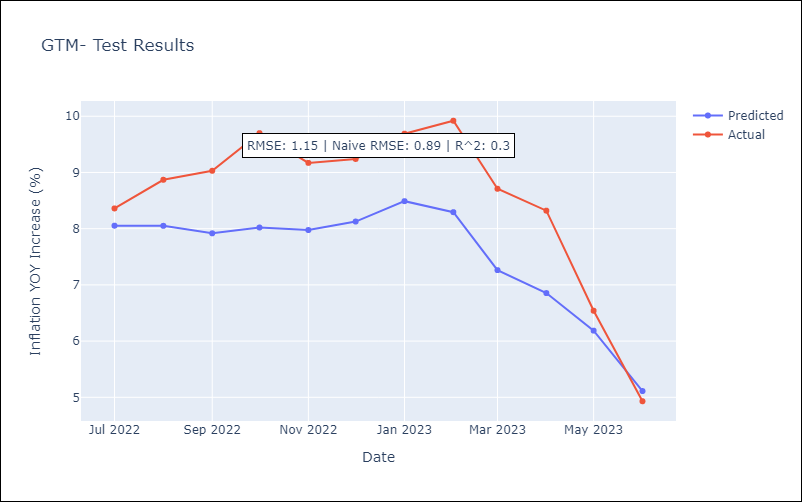 GTM- Test Results
Predicted
Actual
RMSE: 1.15 | Naive RMSE: 0.89 | R^2: 0.3
Inflation YOY Increase (%)
10
9
8
7
6
5
Jul 2022
Sep 2022
Nov 2022
Jan 2023
Mar 2023
May 2023
Date